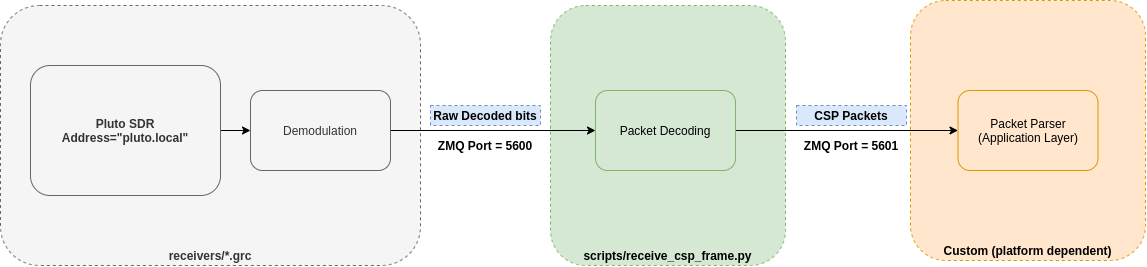 Pluto SDR
Address="pluto.local"
Demodulation
receivers/*.grc
Raw Decoded bits
ZMQ Port = 5600
Packet Decoding
scripts/receive_csp_frame.py
CSP Packets
ZMQ Port = 5601
Packet Parser
(Application Layer)
Custom (platform dependent)